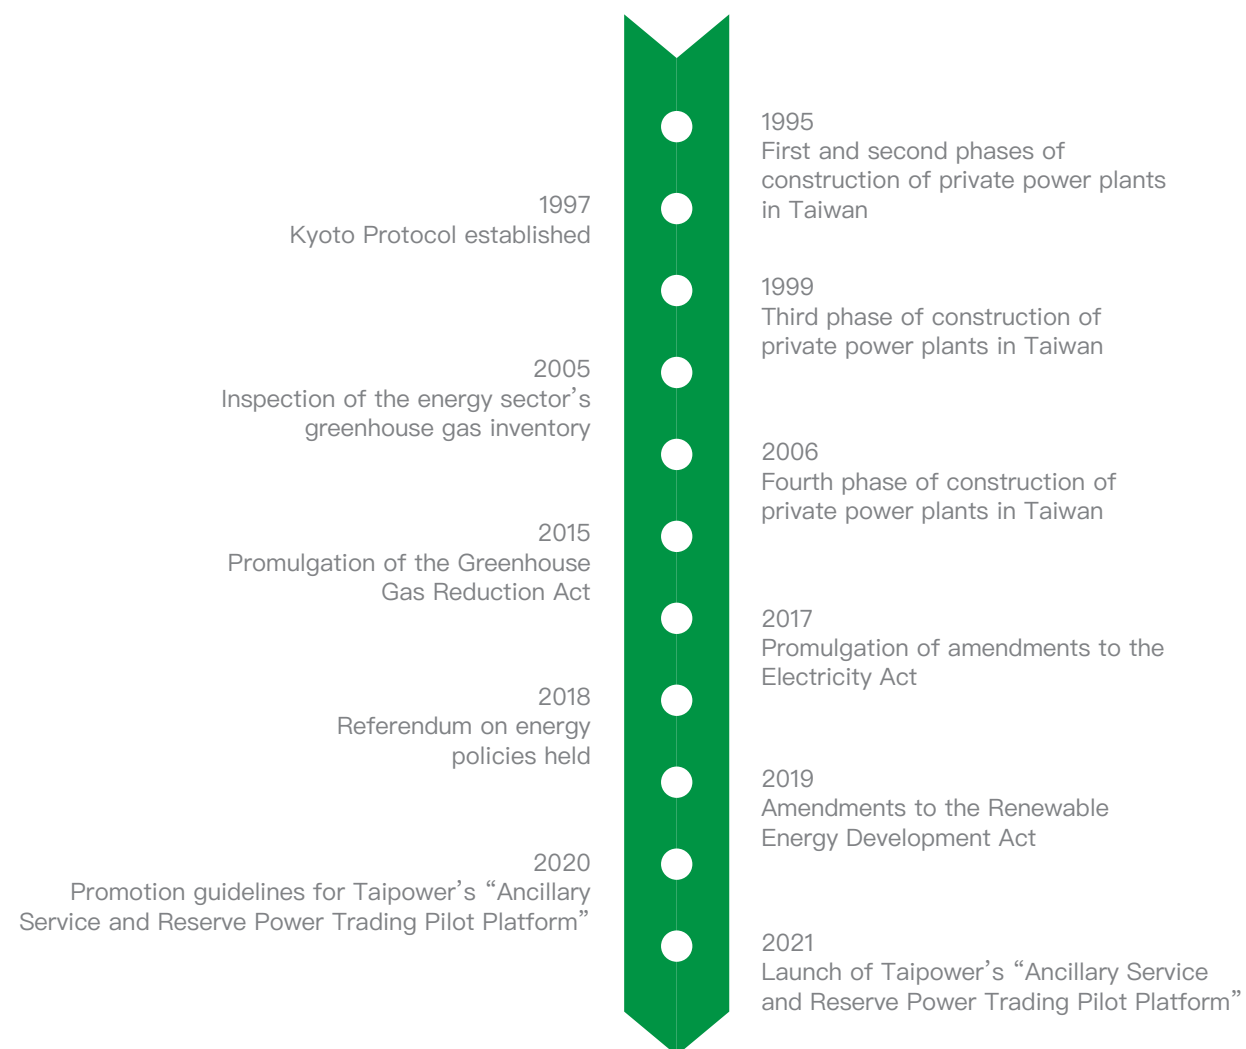 1995
First and second phases of
construction of private power plants
in Taiwan
1997
Kyoto Protocol established
1999
Third phase of construction of
private power plants in Taiwan
2005
Inspection of the energy sector’s
greenhouse gas inventory
2006
Fourth phase of construction of
private power plants in Taiwan
2015
Promulgation of the Greenhouse
Gas Reduction Act
2017
Promulgation of amendments to the
Electricity Act
2018
Referendum on energy
policies held
2019
Amendments to the Renewable
Energy Development Act
2020
Promotion guidelines for Taipower’s “Ancillary
Service and Reserve Power Trading Pilot Platform”
2021
Launch of Taipower’s “Ancillary Service
and Reserve Power Trading Pilot Platform”